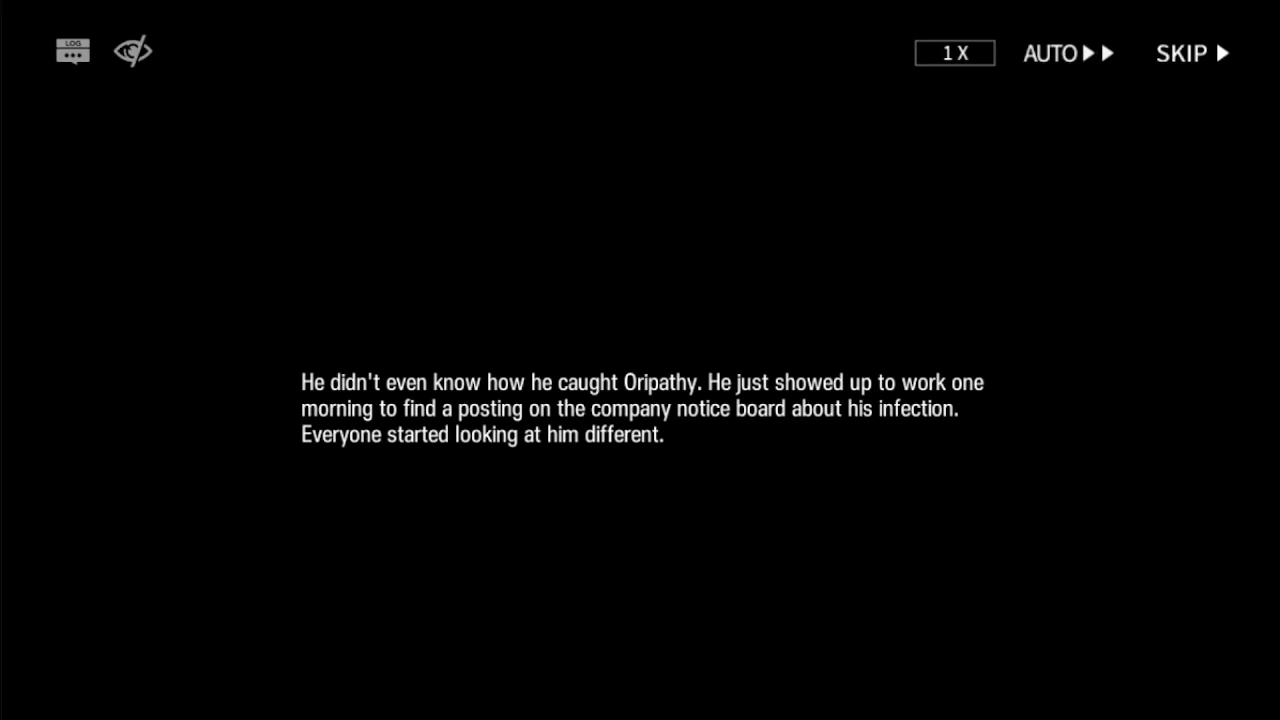 LOG
1 X
AUTO
SKIP
He didn't even know how he caught Oripathy. He just showed up to work one
morning to find a posting on the company notice board about his infection.
Everyone started looking at him different.